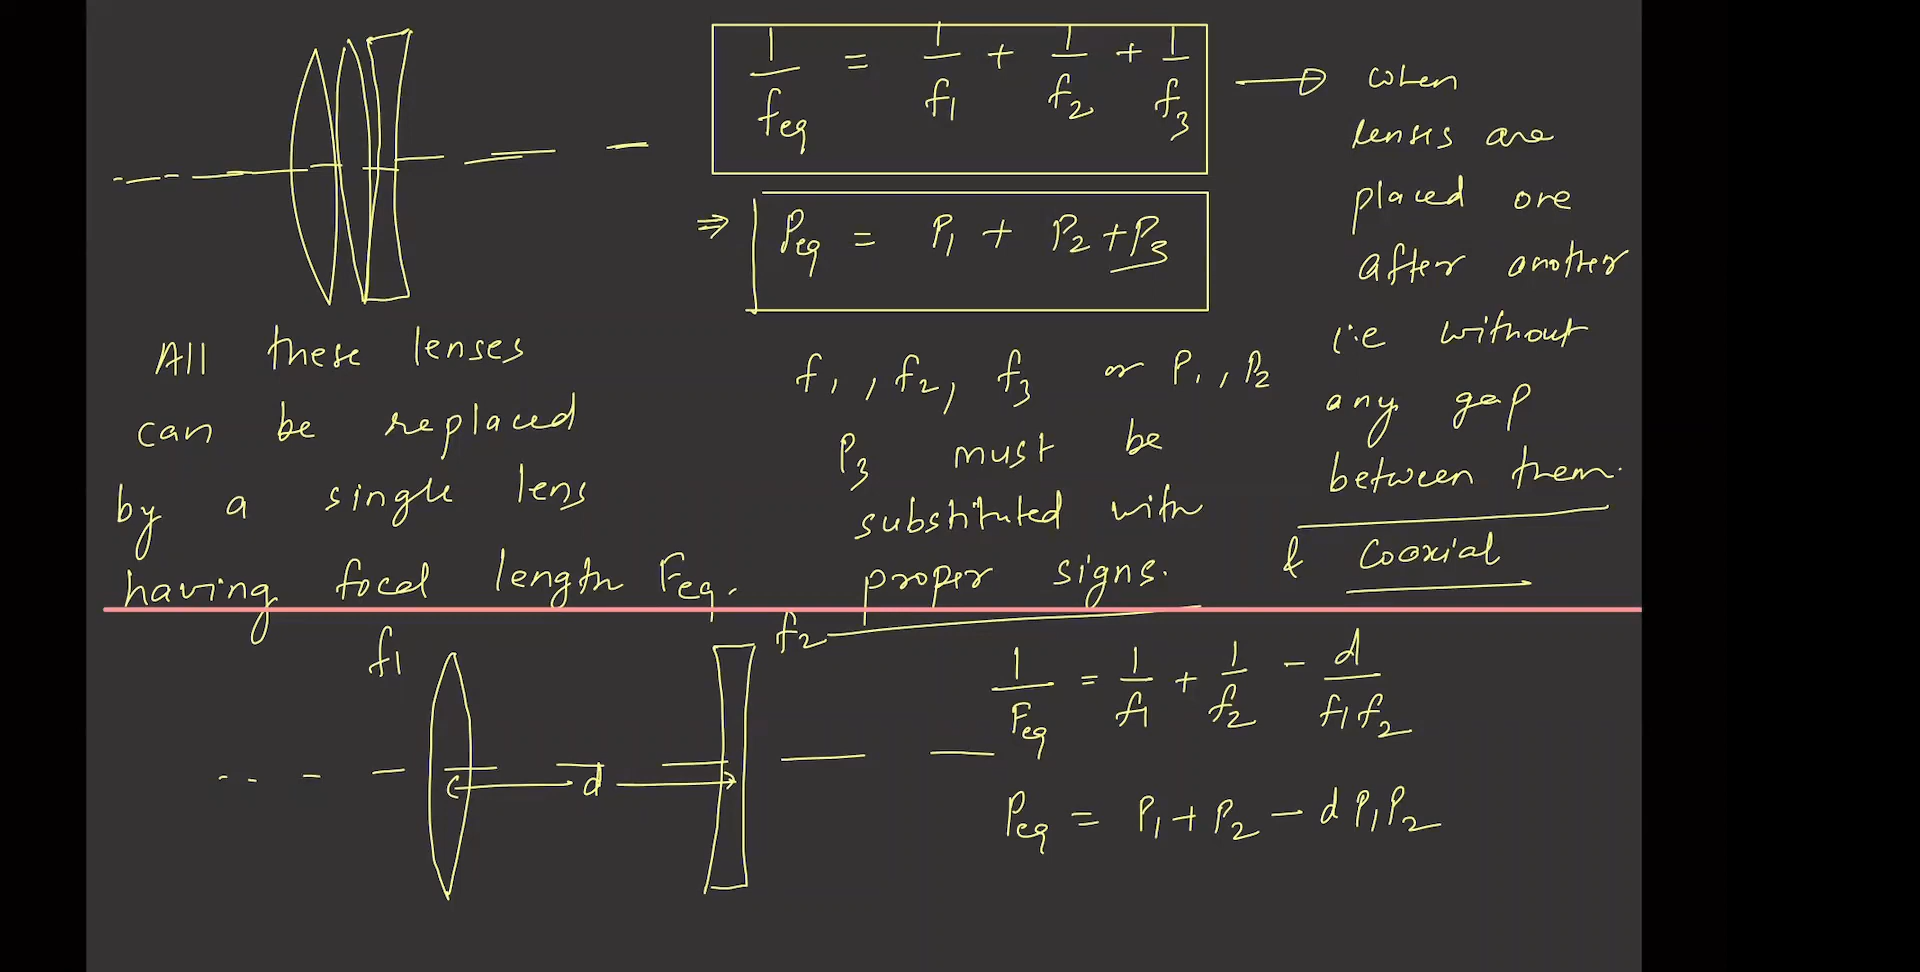 1/feq = 1/f1 + 1/f2 + 1/f3
⇒ Peq = P1 + P2 + P3
→ when
lenses are
placed one
after another
i.e without
any gap
between them.
& Coaxial
All these lenses
can be replaced
by a single lens
having focal length Feq.
f1, f2, f3 or P1, P2
P3 must be
substituted with
proper signs.
f1
f2
d
1/Feq = 1/f1 + 1/f2 - d/f1f2
Peq = P1 + P2 - dP1P2